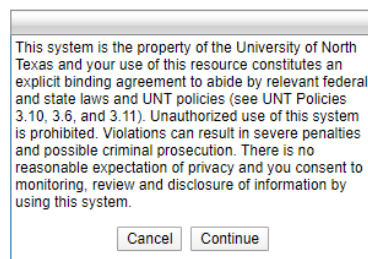 This system is the property of the University of North
Texas and your use of this resource constitutes an
explicit binding agreement to abide by relevant federal
and state laws and UNT policies (see UNT Policies
3.10, 3.6, and 3.11). Unauthorized use of this system
is prohibited. Violations can result in severe penalties
and possible criminal prosecution. There is no
reasonable expectation of privacy and you consent to
monitoring, review and disclosure of information by
using this system.
Cancel Continue